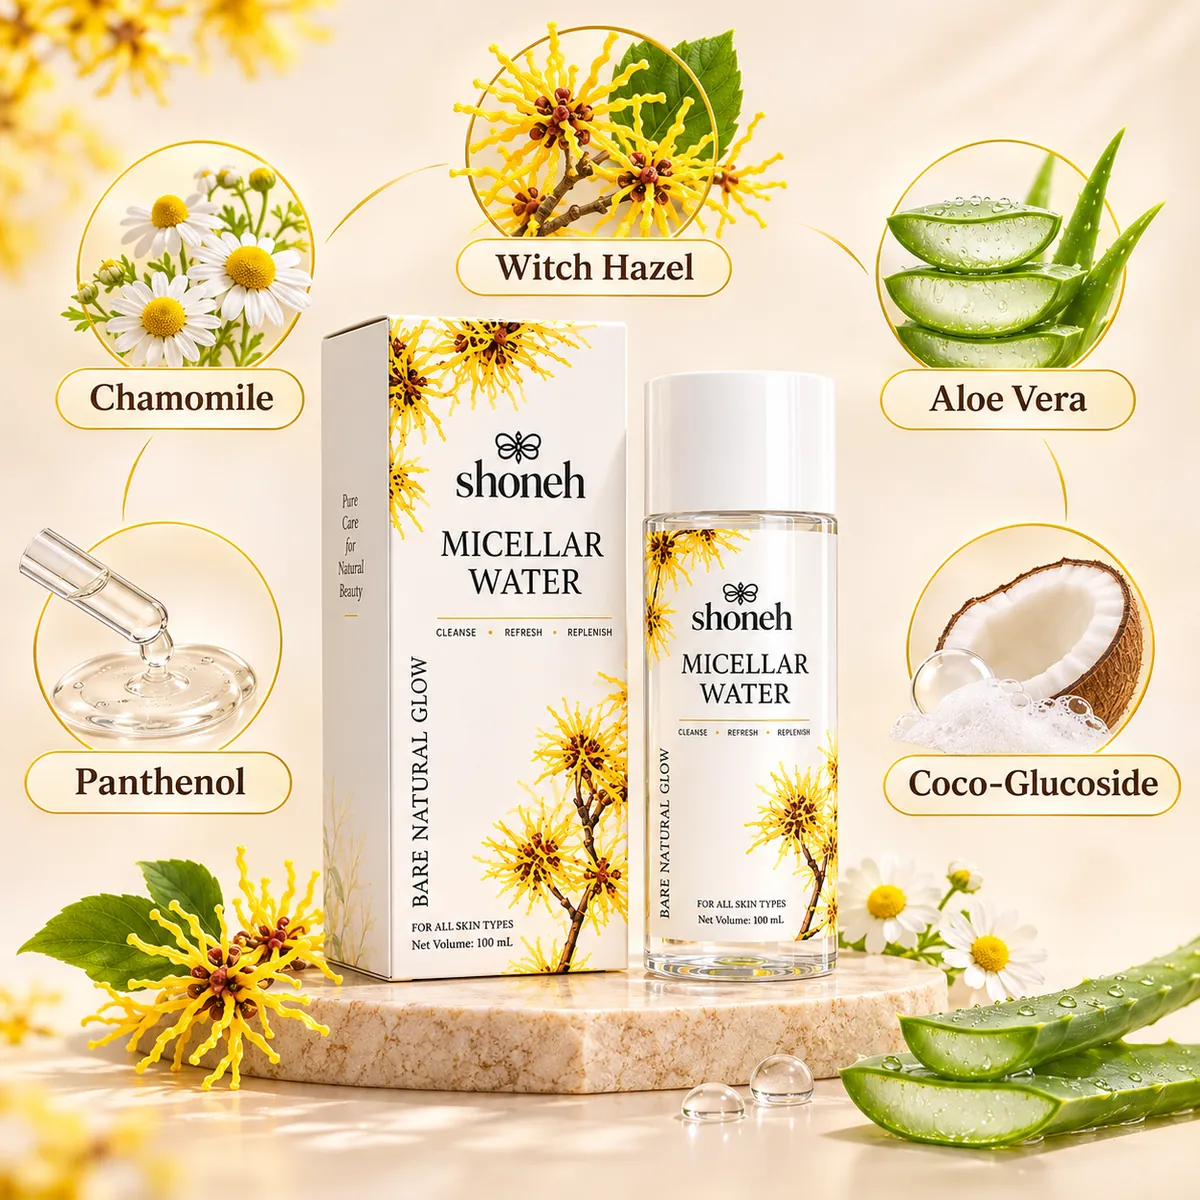 Witch Hazel
Chamomile
Aloe Vera
Panthenol
Coco-Glucoside
Pure
Care
for
Natural
Beauty
shoneh
MICELLAR
WATER
CLEANSE • REFRESH • REPLENISH
BARE NATURAL GLOW
FOR ALL SKIN TYPES
Net Volume: 100 mL
shoneh
MICELLAR
WATER
CLEANSE • REFRESH • REPLENISH
BARE NATURAL GLOW
FOR ALL SKIN TYPES
Net Volume: 100 mL